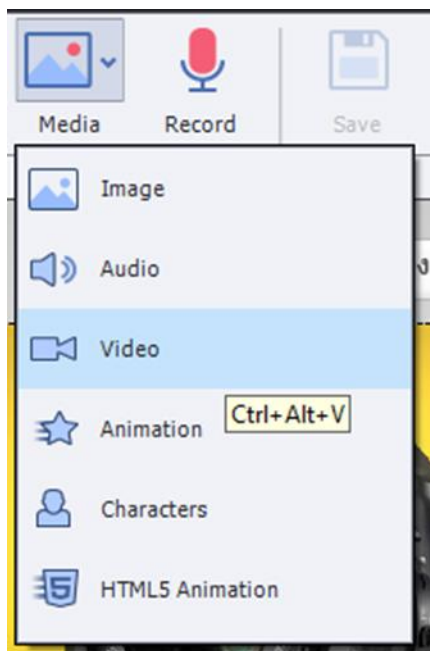 Media Record Save
Image
Audio
Video
Ctrl+Alt+V
Animation
Characters
HTML5 Animation